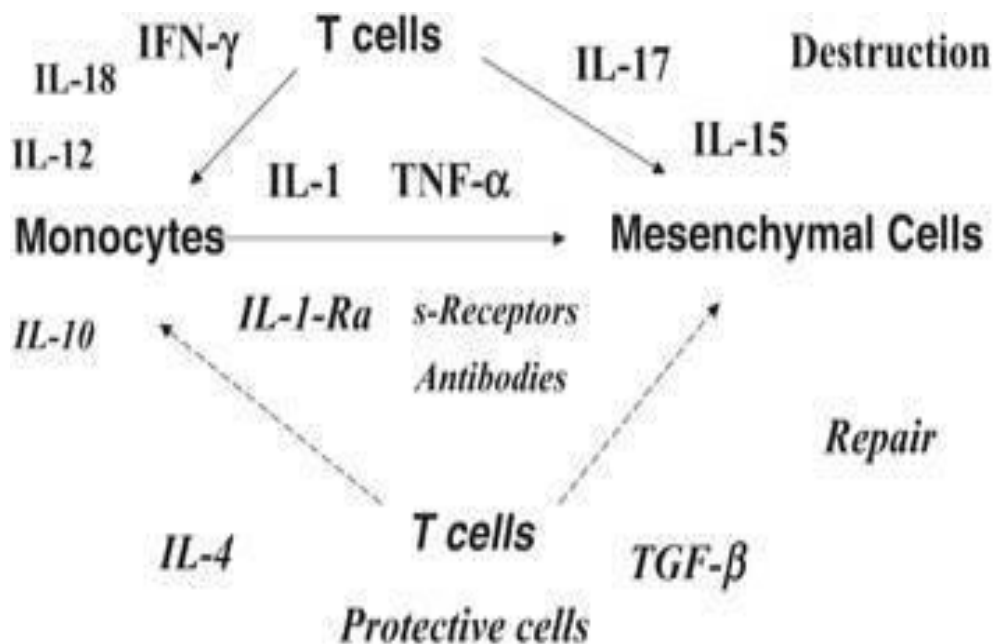 IFN-γ
T cells
IL-17
Destruction
IL-18
IL-12
IL-15
IL-1
TNF-α
Monocytes
Mesenchymal Cells
IL-10
IL-1-Ra
s-Receptors
Antibodies
Repair
T cells
IL-4
TGF-β
Protective cells